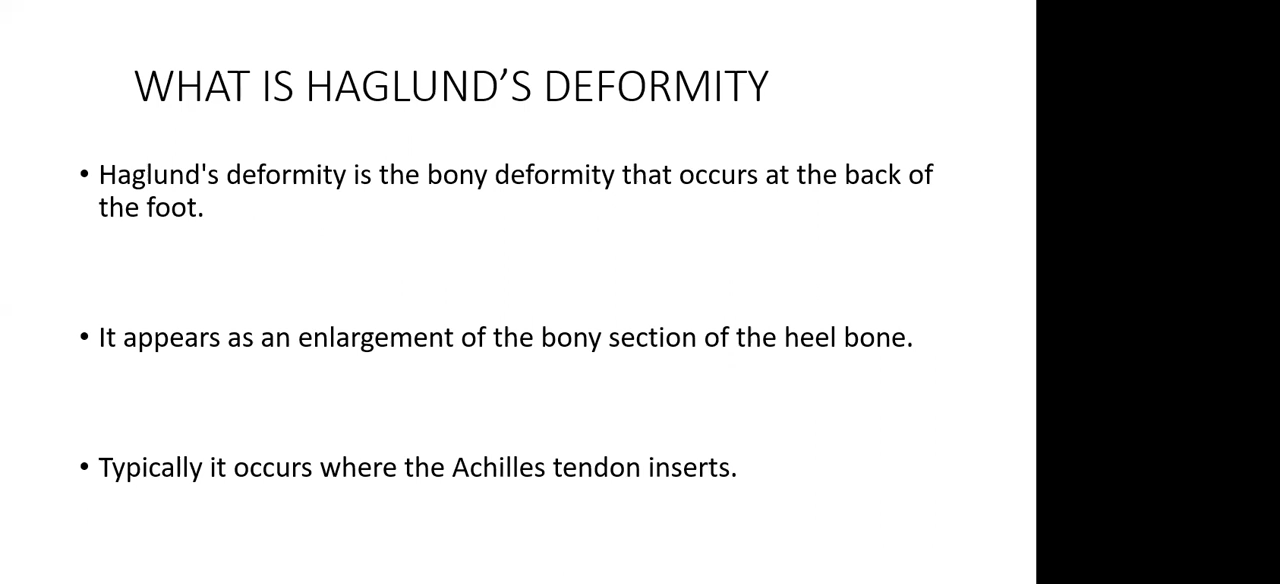 WHAT IS HAGLUND’S DEFORMITY
• Haglund's deformity is the bony deformity that occurs at the back of
the foot.
• It appears as an enlargement of the bony section of the heel bone.
• Typically it occurs where the Achilles tendon inserts.